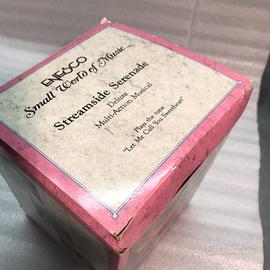 ENESCO
Small World of Music
Streamside Serenade
Deluxe
Multi-Action Musical
Plays the tune
"Let Me Call You Sweetheart"